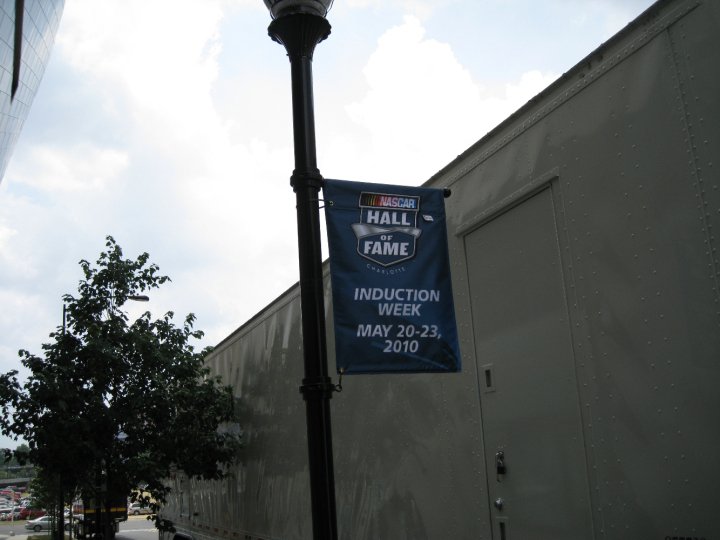 NASCAR
HALL
OF
FAME
CHARLOTTE
INDUCTION
WEEK
MAY 20-23,
2010